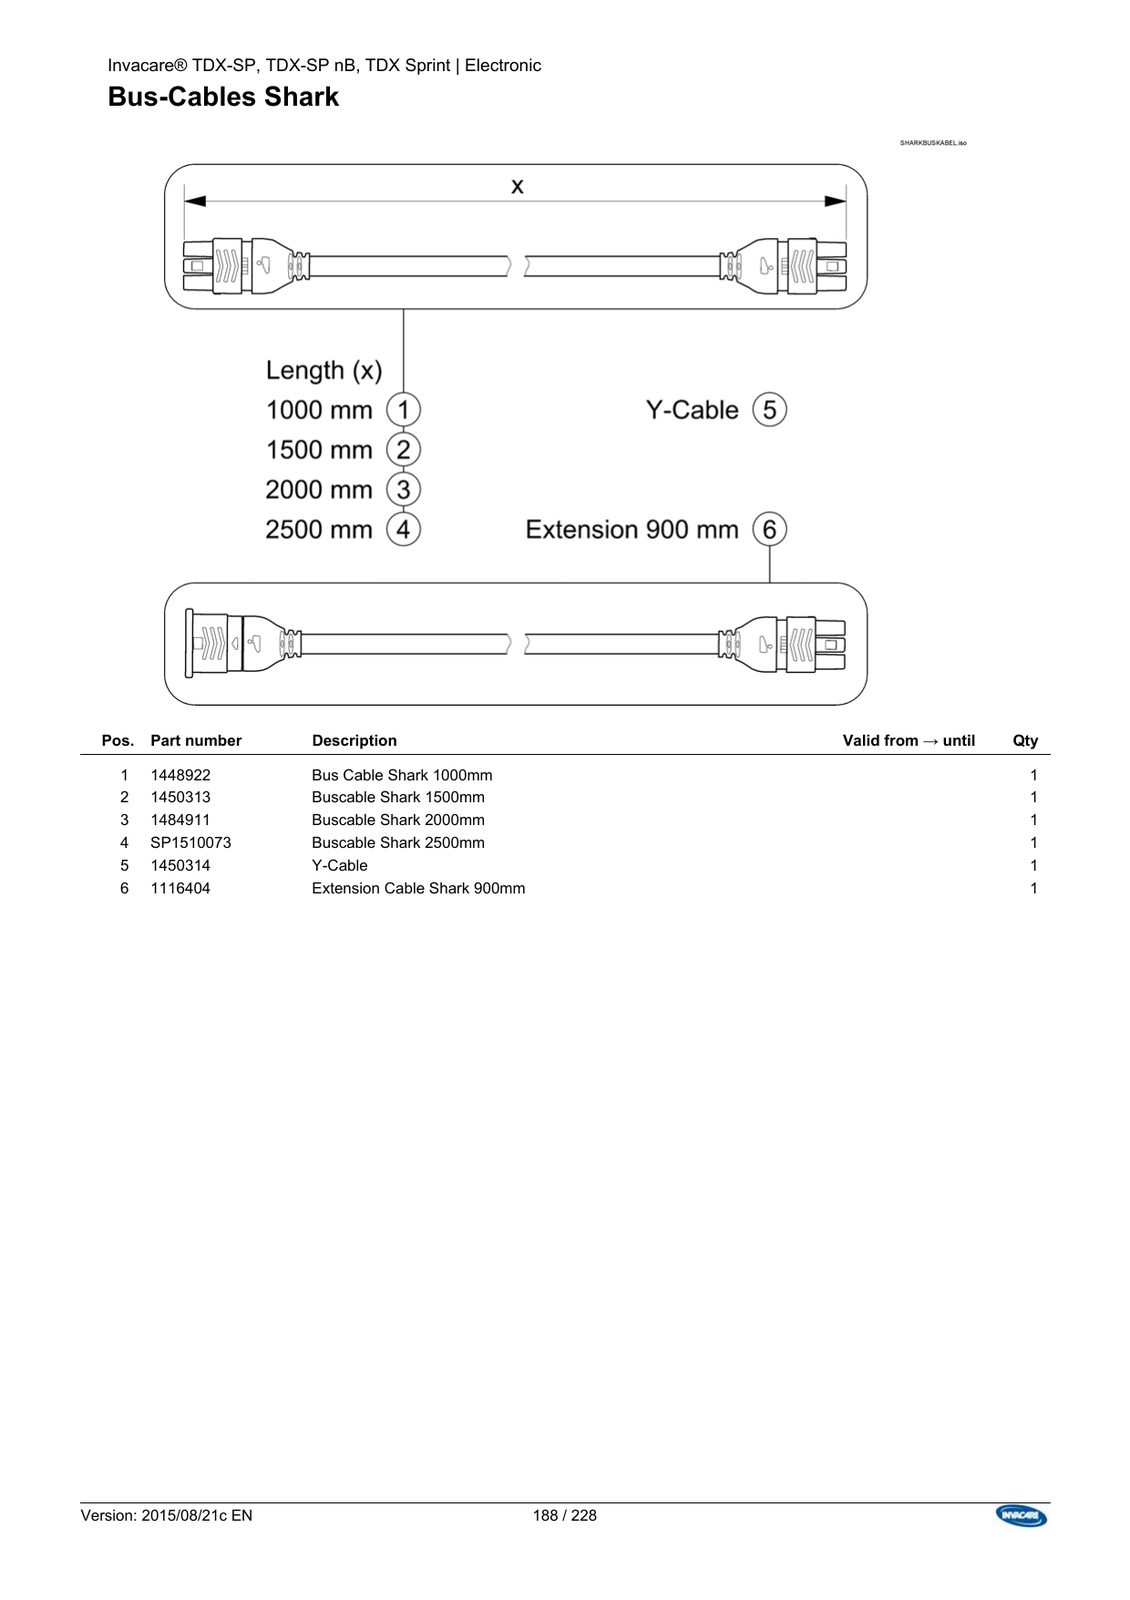 Invacare® TDX-SP, TDX-SP nB, TDX Sprint | Electronic
Bus-Cables Shark
SHARKBUSKABEL.iso
x
Length (x)
1000 mm 1
Y-Cable 5
1500 mm 2
2000 mm 3
2500 mm 4
Extension 900 mm 6
Pos. Part number Description Valid from → until Qty
1 1448922 Bus Cable Shark 1000mm 1
2 1450313 Buscable Shark 1500mm 1
3 1484911 Buscable Shark 2000mm 1
4 SP1510073 Buscable Shark 2500mm 1
5 1450314 Y-Cable 1
6 1116404 Extension Cable Shark 900mm 1
Version: 2015/08/21c EN 188 / 228 INVACARE